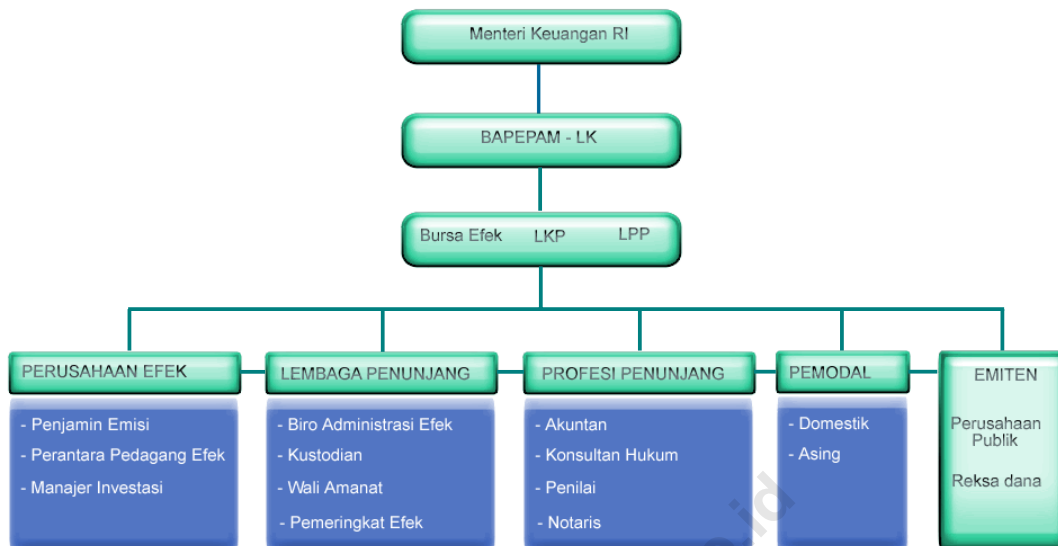 Menteri Keuangan RI
BAPEPAM - LK
Bursa Efek LKP LPP
PERUSAHAAN EFEK
- Penjamin Emisi
- Perantara Pedagang Efek
- Manajer Investasi
LEMBAGA PENUNJANG
- Biro Administrasi Efek
- Kustodian
- Wali Amanat
- Pemeringkat Efek
PROFESI PENUNJANG
- Akuntan
- Konsultan Hukum
- Penilai
- Notaris
PEMODAL
- Domestik
- Asing
EMITEN
Perusahaan
Publik
Reksa dana
.id